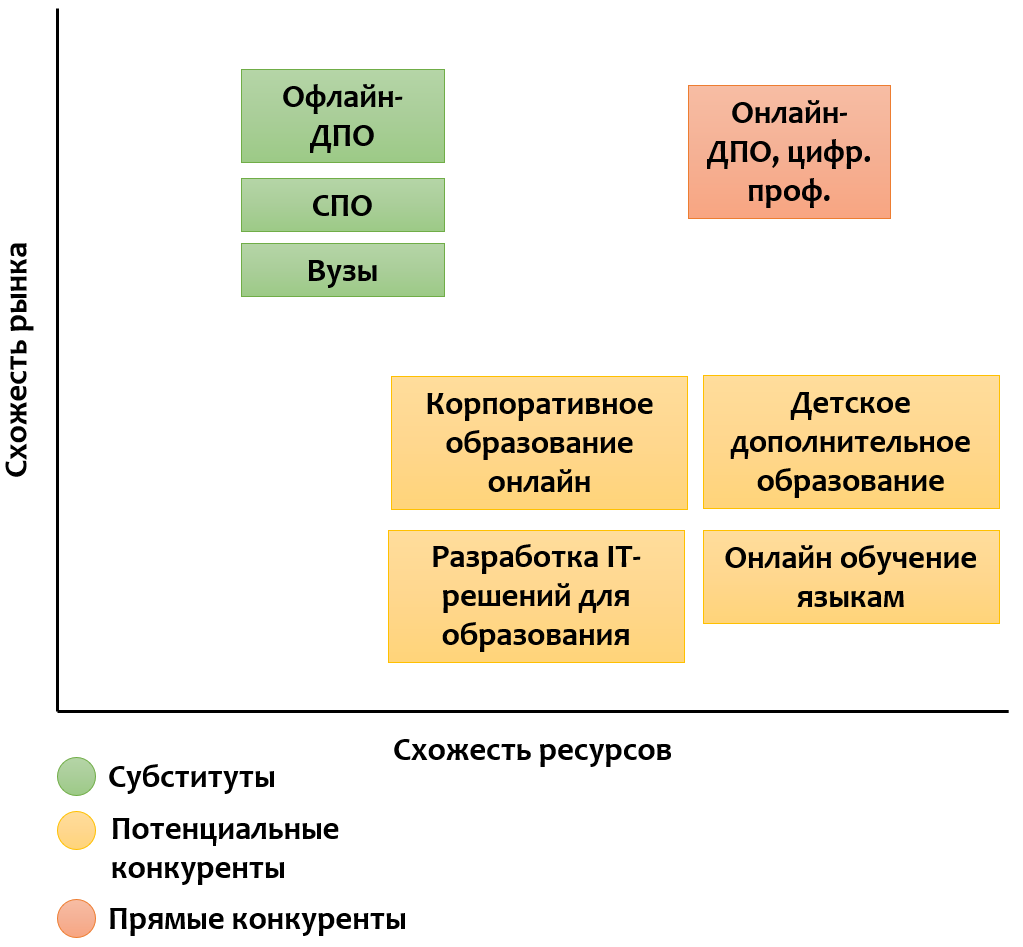 Офлайн-
ДПО
СПО
Вузы
Онлайн-
ДПО, цифр.
проф.
Схожесть рынка
Корпоративное
образование
онлайн
Детское
дополнительное
образование
Разработка IT-
решений для
образования
Онлайн обучение
языкам
Схожесть ресурсов
Субституты
Потенциальные
конкуренты
Прямые конкуренты